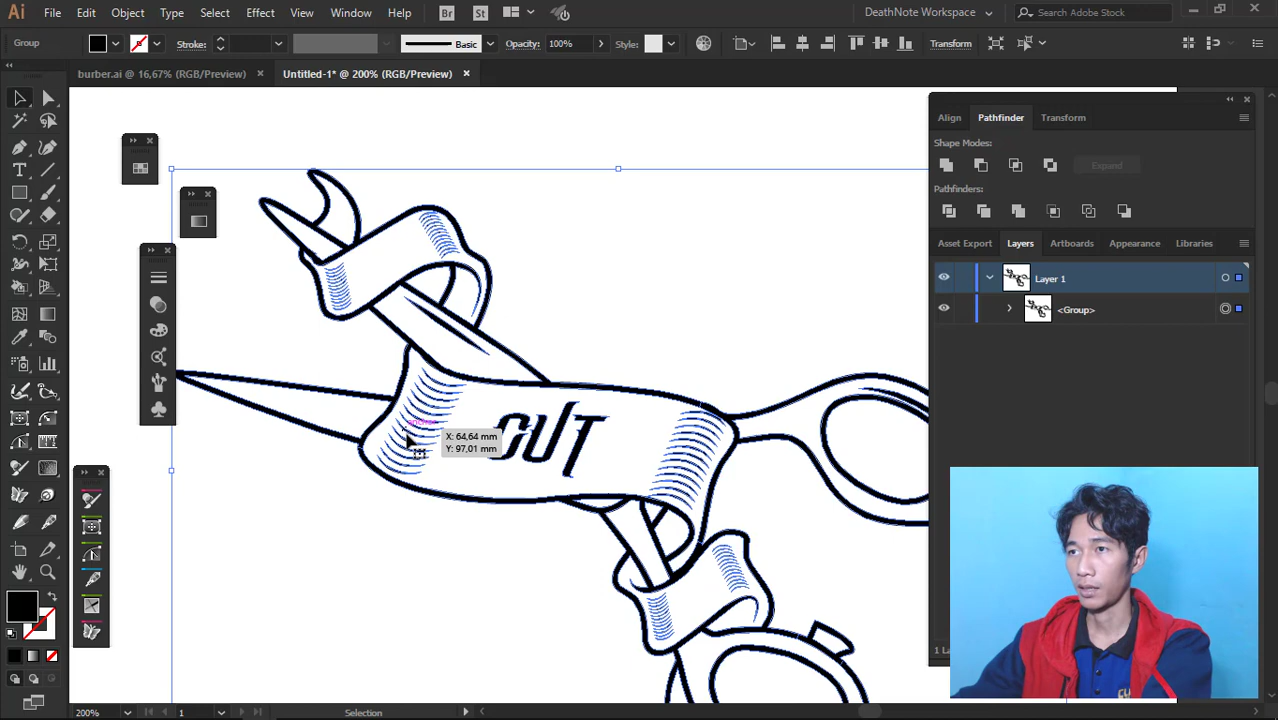 Ai File Edit Object Type Select Effect View Window Help Br St DeathNote Workspace Search Adobe Stock
Group Stroke: Basic Opacity: 100% Style: Transform
burber.ai @ 16,67% (RGB/Preview) Untitled-1* @ 200% (RGB/Preview)
Align Pathfinder Transform
Shape Modes:
Expand
Pathfinders:
Asset Export Layers Artboards Appearance Libraries
Layer 1
<Group>
CUT
X: 64,64 mm
Y: 97,01 mm
200% 1 Selection